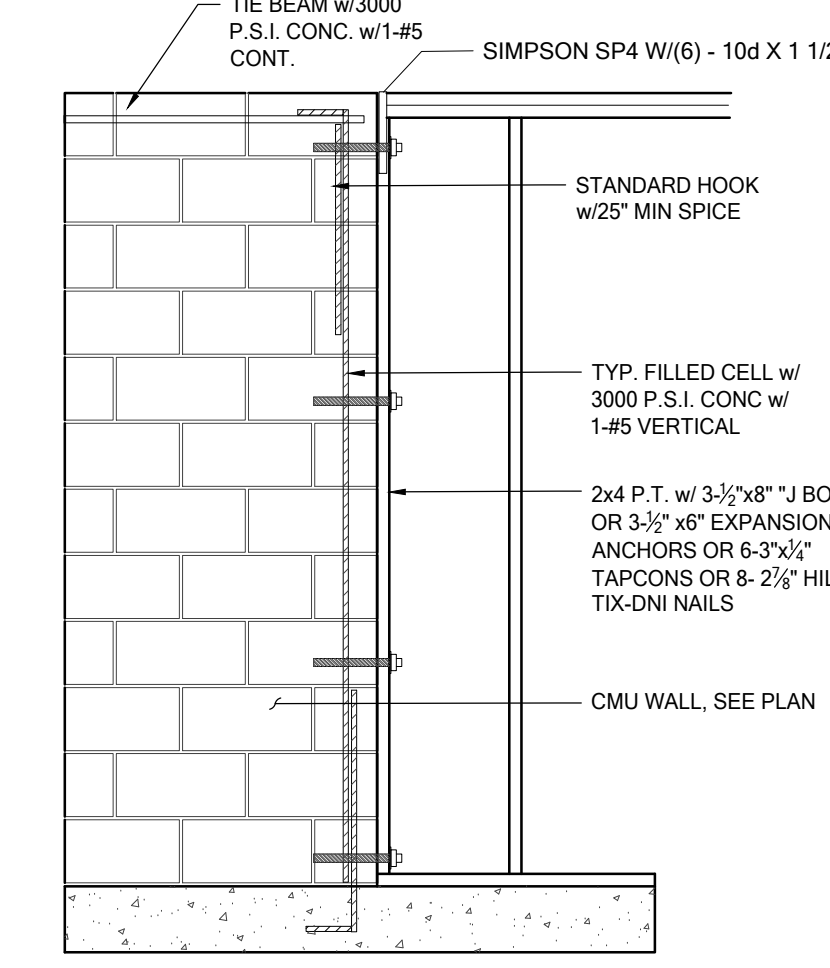 TIE BEAM w/3000
P.S.I. CONC. w/1-#5
CONT.
SIMPSON SP4 W/(6) - 10d X 1 1/2
STANDARD HOOK
w/25" MIN SPICE
TYP. FILLED CELL w/
3000 P.S.I. CONC w/
1-#5 VERTICAL
2x4 P.T. w/ 3-½"x8" "J BO
OR 3-½" x6" EXPANSION
ANCHORS OR 6-3"x¼"
TAPCONS OR 8- 2⅞" HIL
TIX-DNI NAILS
CMU WALL, SEE PLAN